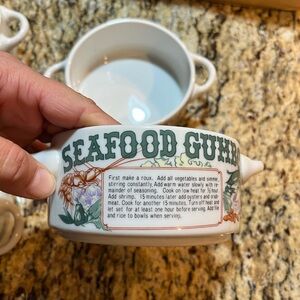 SEAFOOD GUMB
First make a roux. Add all vegetables and simmer,
stirring constantly. Add warm water slowly with re-
mainder of seasoning. Cook on low heat for ½ hour.
Add shrimp. 15 minutes later add oysters and crab-
meat. Cook for another 15 minutes. Turn off heat and
let set for at least one hour before serving. Add file
and rice to bowls when serving.